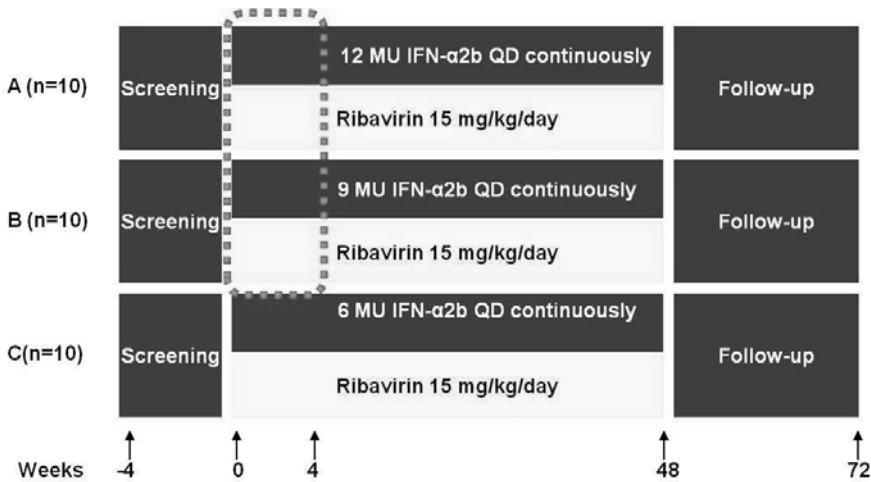 12 MU IFN-α2b QD continuously
A (n=10) Screening Follow-up
Ribavirin 15 mg/kg/day
9 MU IFN-α2b QD continuously
B (n=10) Screening Follow-up
Ribavirin 15 mg/kg/day
6 MU IFN-α2b QD continuously
C(n=10) Screening Follow-up
Ribavirin 15 mg/kg/day
Weeks -4 0 4 48 72